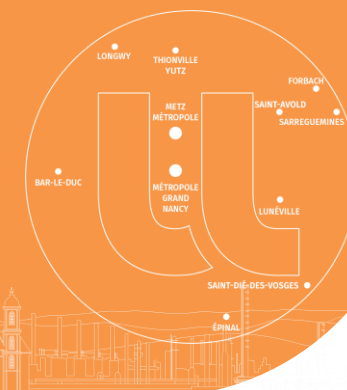 LONGWY
THIONVILLE
YUTZ
FORBACH
SAINT-AVOLD
SARREGUEMINES
METZ
MÉTROPOLE
BAR-LE-DUC
MÉTROPOLE
GRAND
NANCY
LUNÉVILLE
SAINT-DIÉ-DES-VOSGES
ÉPINAL